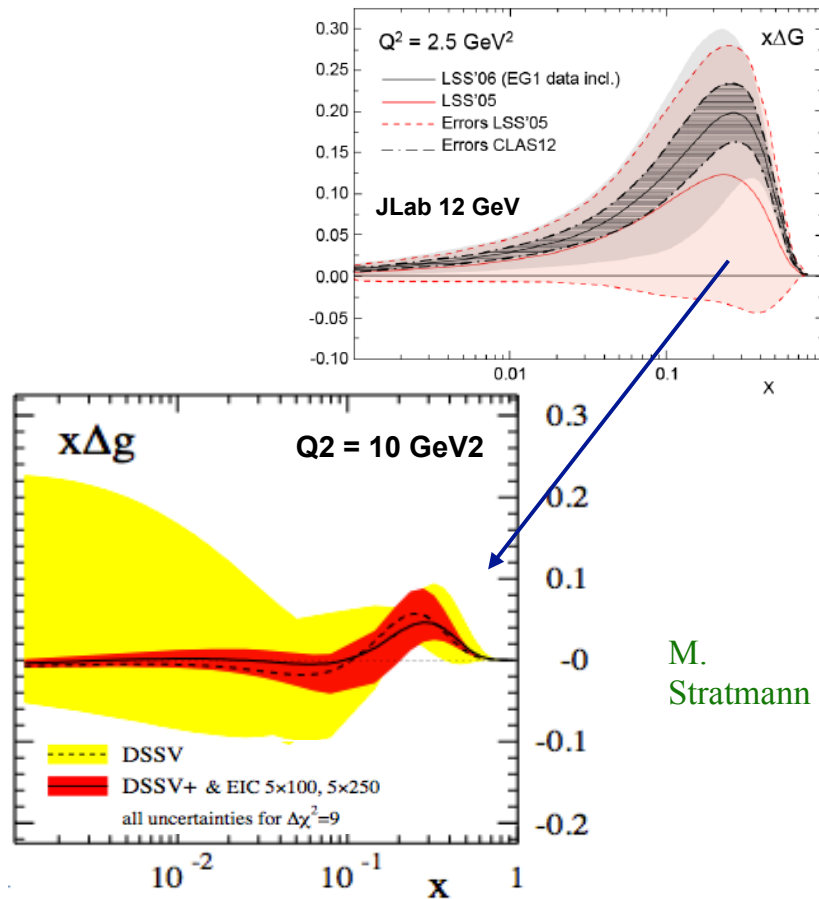 0.30
0.25
0.20
0.15
0.10
0.05
0.00
-0.05
-0.10
Q² = 2.5 GeV²
xΔG
LSS'06 (EG1 data incl.)
LSS'05
Errors LSS'05
Errors CLAS12
JLab 12 GeV
0.01
0.1
X
xΔg
Q2 = 10 GeV2
0.3
0.2
0.1
-0
-0.1
-0.2
DSSV
DSSV+ & EIC 5×100, 5×250
all uncertainties for Δχ²=9
10⁻²
10⁻¹
x
1
M.
Stratmann